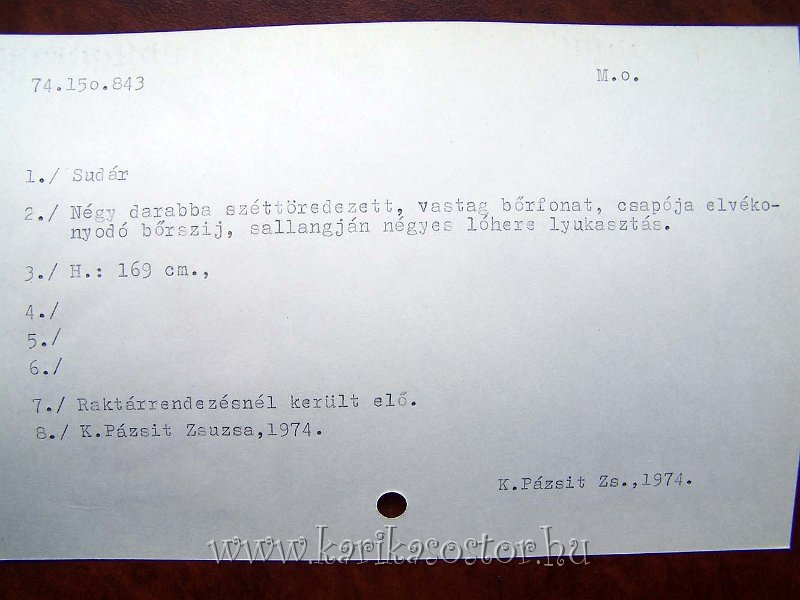 74.15o.843
M.o.
1./ Sudár
2./ Négy darabba széttöredezett, vastag bőrfonat, csapója elvéko-
nyodó bőrszij, sallangján négyes lóhere lyukasztás.
3./ H.: 169 cm.,
4./
5./
6./
7./ Raktárrendezésnél került elő.
8./ K.Pázsit Zsuzsa,1974.
K.Pázsit Zs.,1974.
www.karikasostor.hu